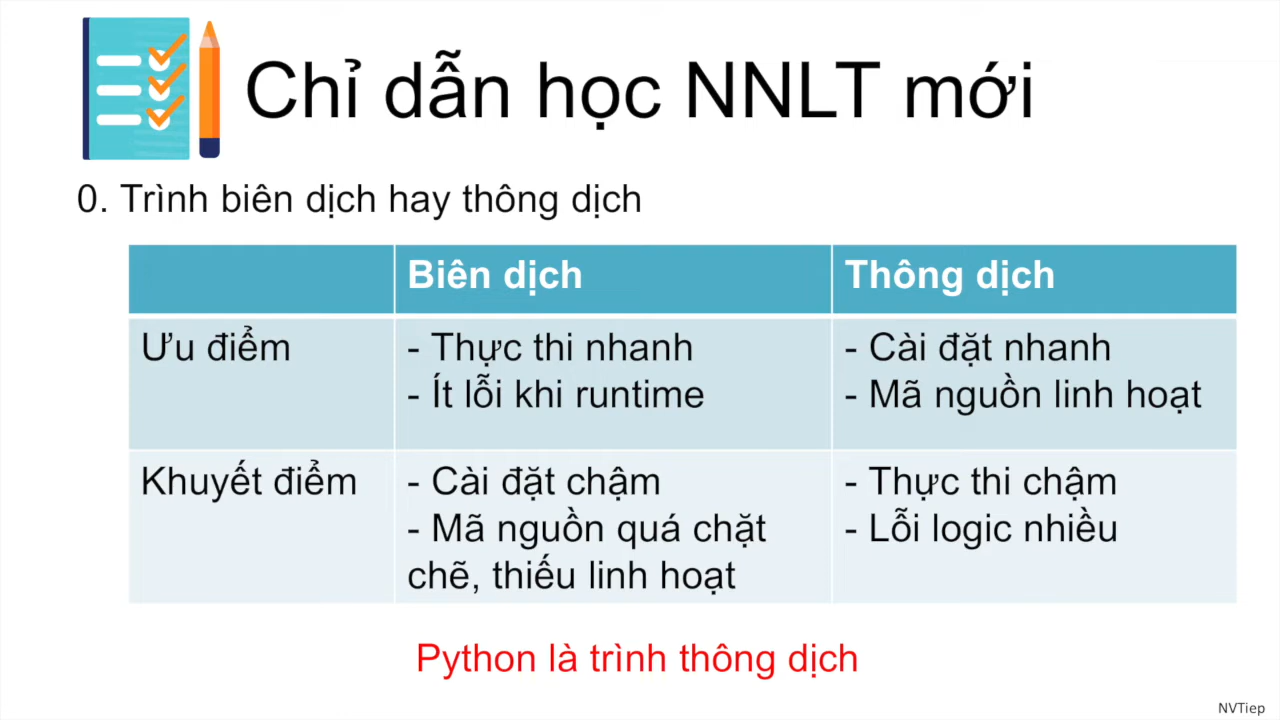 Chỉ dẫn học NNLT mới
0. Trình biên dịch hay thông dịch
Biên dịch
Thông dịch
Ưu điểm
- Thực thi nhanh
- Ít lỗi khi runtime
- Cài đặt nhanh
- Mã nguồn linh hoạt
Khuyết điểm
- Cài đặt chậm
- Mã nguồn quá chặt
chẽ, thiếu linh hoạt
- Thực thi chậm
- Lỗi logic nhiều
Python là trình thông dịch
NVTiep